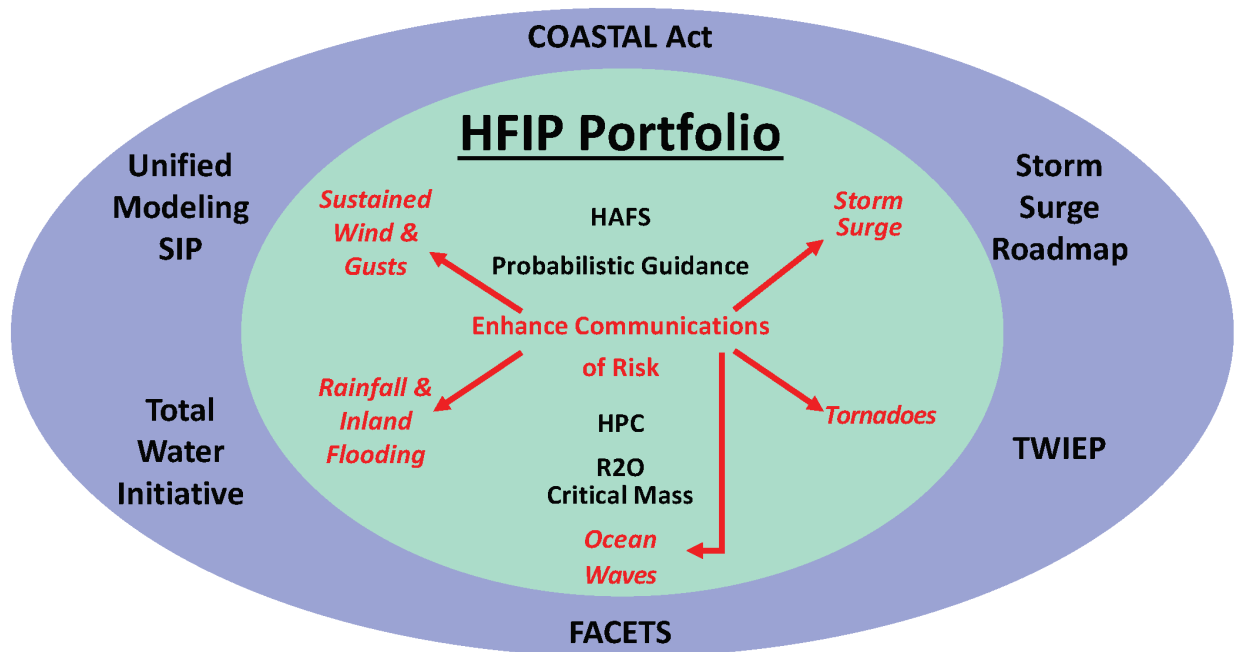 COASTAL Act
HFIP Portfolio
Unified
Modeling
SIP
Sustained
Wind &
Gusts
HAFS
Probabilistic Guidance
Storm
Surge
Storm
Surge
Roadmap
Enhance Communications
of Risk
Total
Water
Initiative
Rainfall &
Inland
Flooding
HPC
R2O
Critical Mass
Tornadoes
TWIEP
Ocean
Waves
FACETS